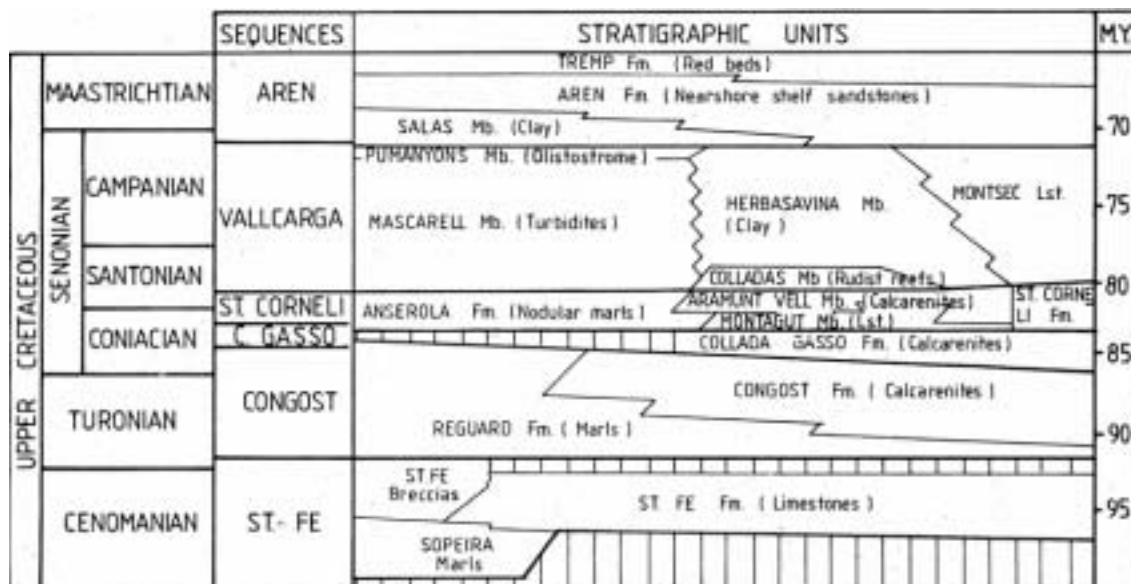 SEQUENCES
STRATIGRAPHIC UNITS
M.Y.
UPPER CRETACEOUS
SENONIAN
MAASTRICHTIAN
CAMPANIAN
SANTONIAN
CONIACIAN
TURONIAN
CENOMANIAN
AREN
VALLCARGA
ST. CORNELI
C. GASSO
CONGOST
ST.- FE
TREMP Fm. (Red beds)
AREN Fm (Nearshore shelf sandstones)
SALAS Mb. (Clay)
PUMANYONS Mb. (Olistostrome)
MASCARELL Mb. (Turbidites)
HERBASAVINA Mb.
(Clay)
MONTSEC Lst.
COLLADAS Mb (Rudist reefs)
ANSEROLA Fm. (Nodular marls)
ARAMUNT VELL Mb. (Calcarenites)
MONTAGUT Mb. (Lst.)
ST. CORNE
LI Fm.
COLLADA GASSO Fm. (Calcarenites)
CONGOST Fm. (Calcarenites)
REGUARD Fm. (Marls)
ST FE
Breccias
ST. FE Fm. (Limestones)
SOPEIRA
Marls
70
75
80
85
90
95